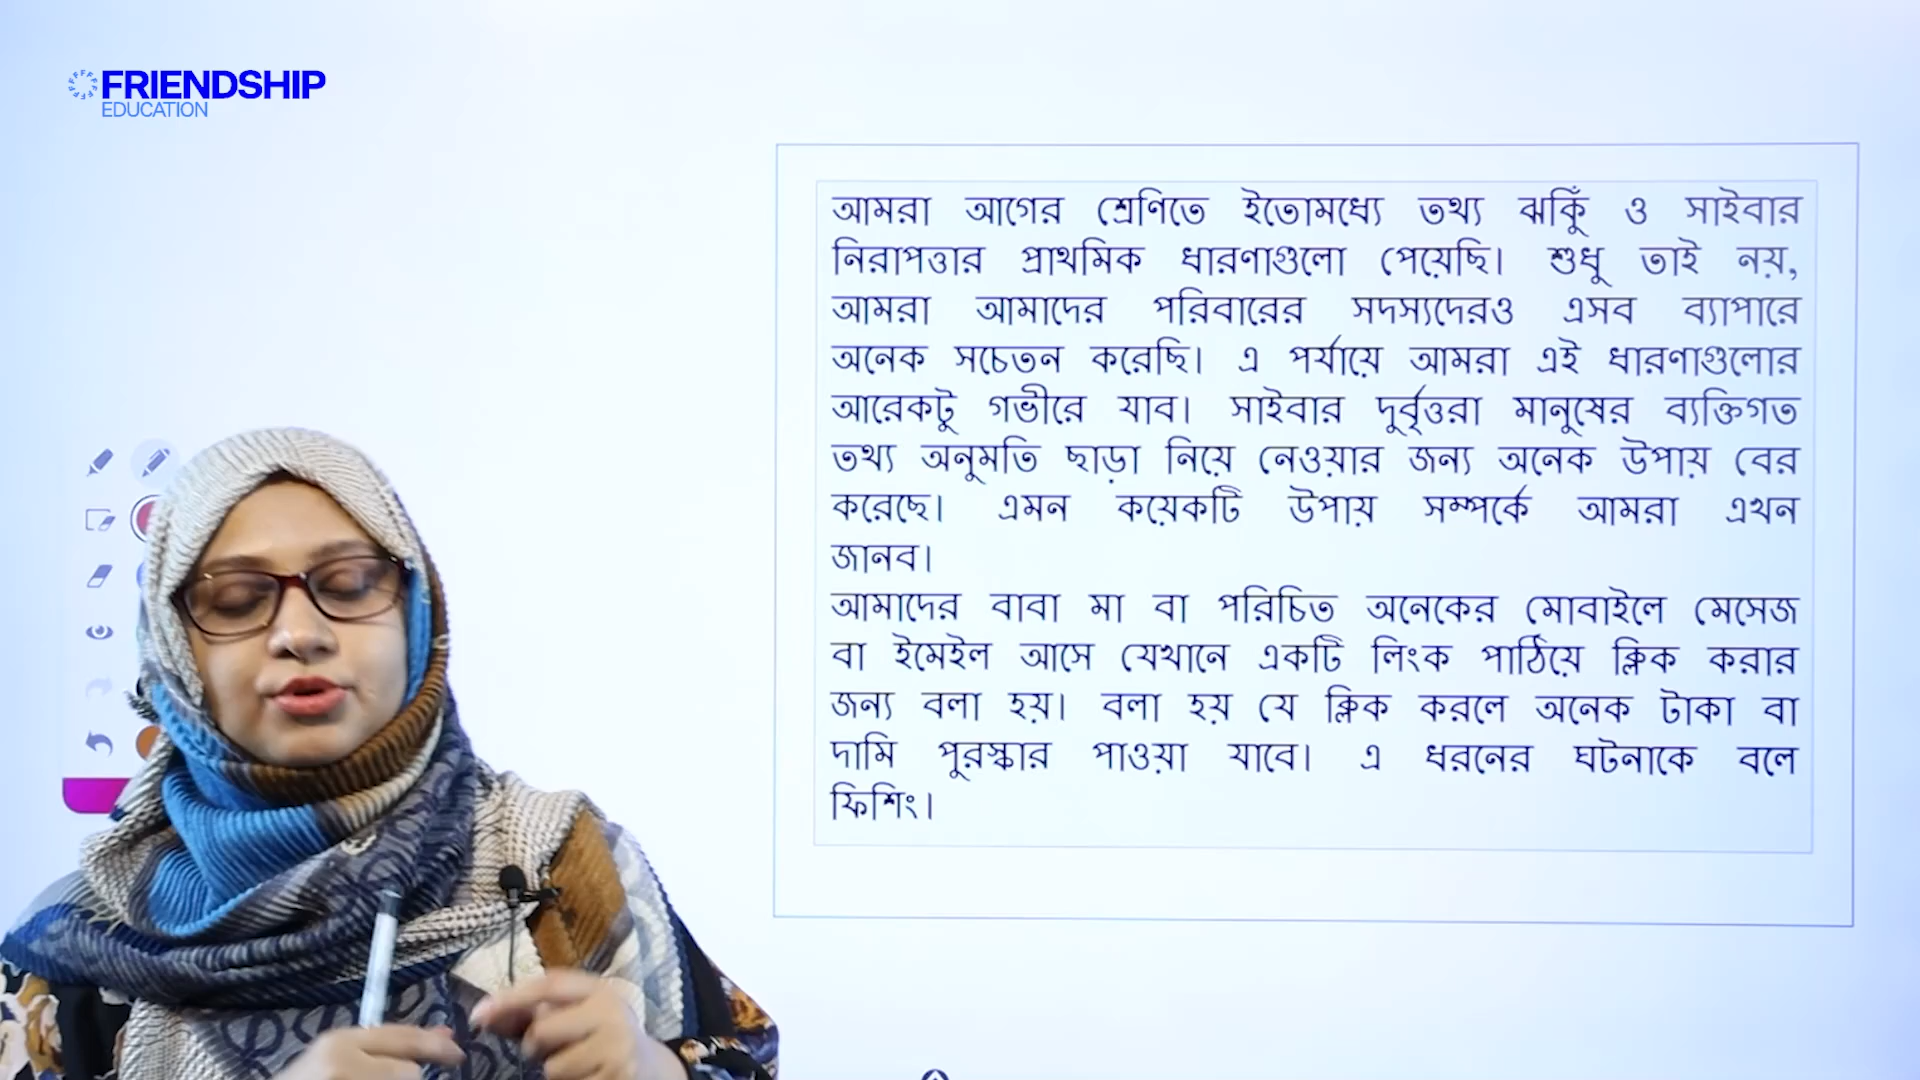 FRIENDSHIP
EDUCATION
আমরা আগের শ্রেণিতে ইতোমধ্যে তথ্য ঝুকিঁ ও সাইবার
নিরাপত্তার প্রাথমিক ধারণাগুলো পেয়েছি। শুধু তাই নয়,
আমরা আমাদের পরিবারের সদস্যদেরও এসব ব্যাপারে
অনেক সচেতন করেছি। এ পর্যায়ে আমরা এই ধারণাগুলোর
আরেকটু গভীরে যাব। সাইবার দুর্বৃত্তরা মানুষের ব্যক্তিগত
তথ্য অনুমতি ছাড়া নিয়ে নেওয়ার জন্য অনেক উপায় বের
করেছে। এমন কয়েকটি উপায় সম্পর্কে আমরা এখন
জানব।
আমাদের বাবা মা বা পরিচিত অনেকের মোবাইলে মেসেজ
বা ইমেইল আসে যেখানে একটি লিংক পাঠিয়ে ক্লিক করার
জন্য বলা হয়। বলা হয় যে ক্লিক করলে অনেক টাকা বা
দামি পুরস্কার পাওয়া যাবে। এ ধরনের ঘটনাকে বলে
ফিশিং।